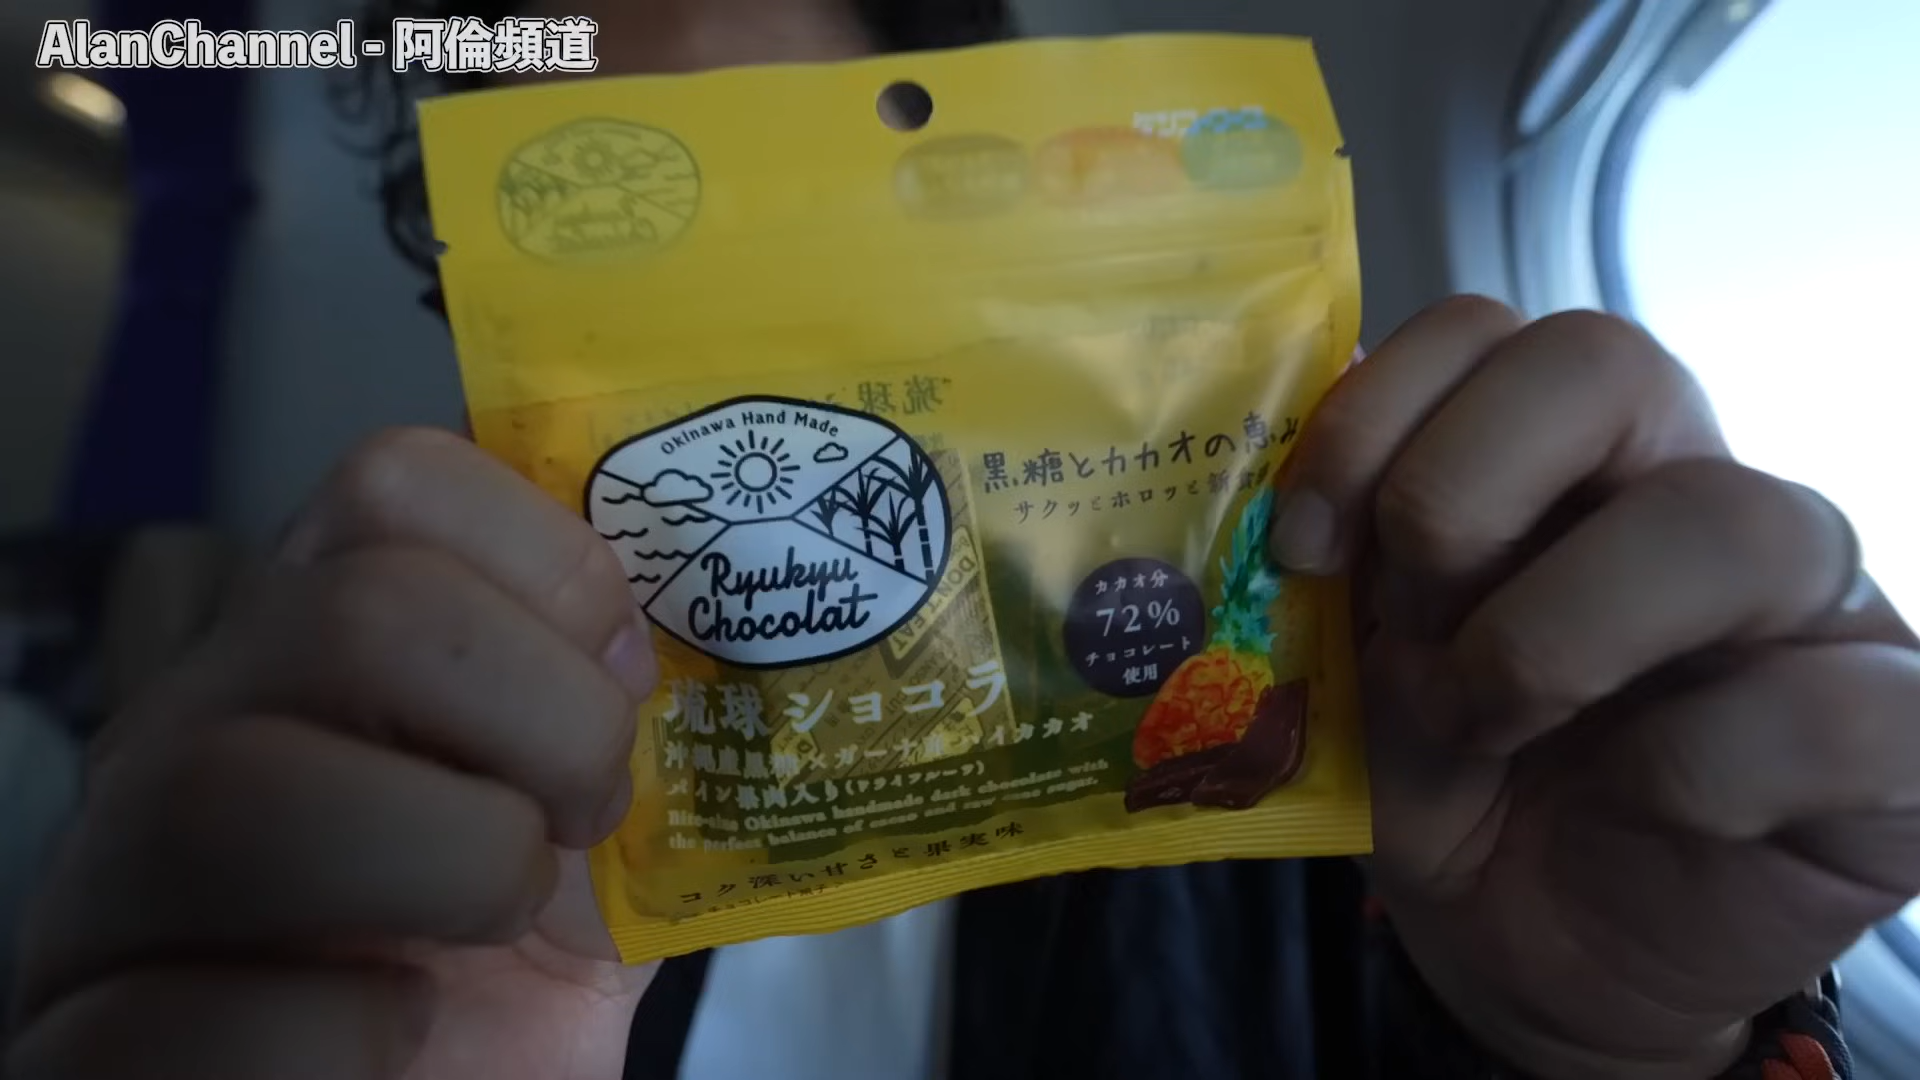 AlanChannel - 阿倫頻道
Okinawa Hand Made
Ryukyu
Chocolat
黒糖とカカオの恵み
サクッとホロッと新食
カカオ分
72%
チョコレート
使用
DON'T EAT
琉球ショコラ
沖縄産黒糖×ガーナ産ハイカカオ
パイン果肉入り(ドライフルーツ)
Bite-size Okinawa handmade dark chocolate with
the perfect balance of cacao and raw cane sugar.
コク深い甘さと果実味